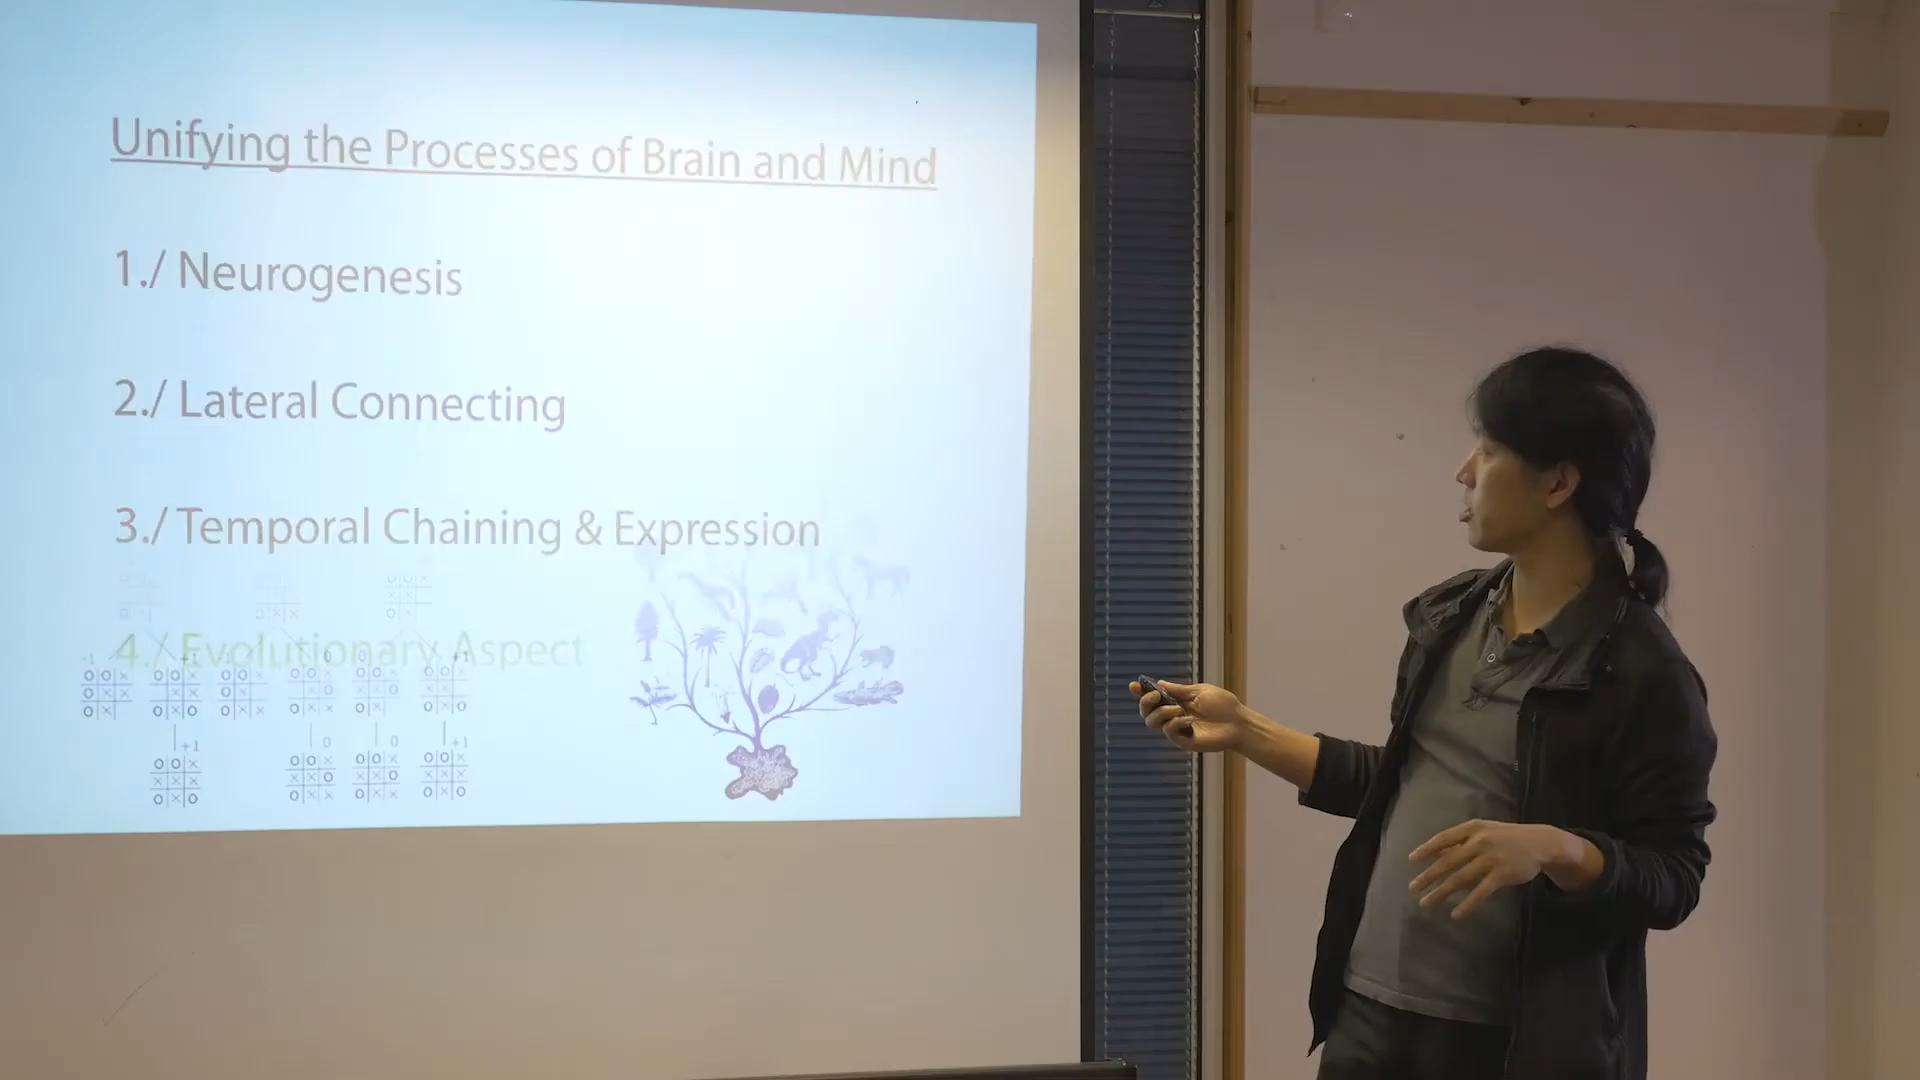 Unifying the Processes of Brain and Mind
1./ Neurogenesis
2./ Lateral Connecting
3./ Temporal Chaining & Expression
4./ Evolutionary Aspect